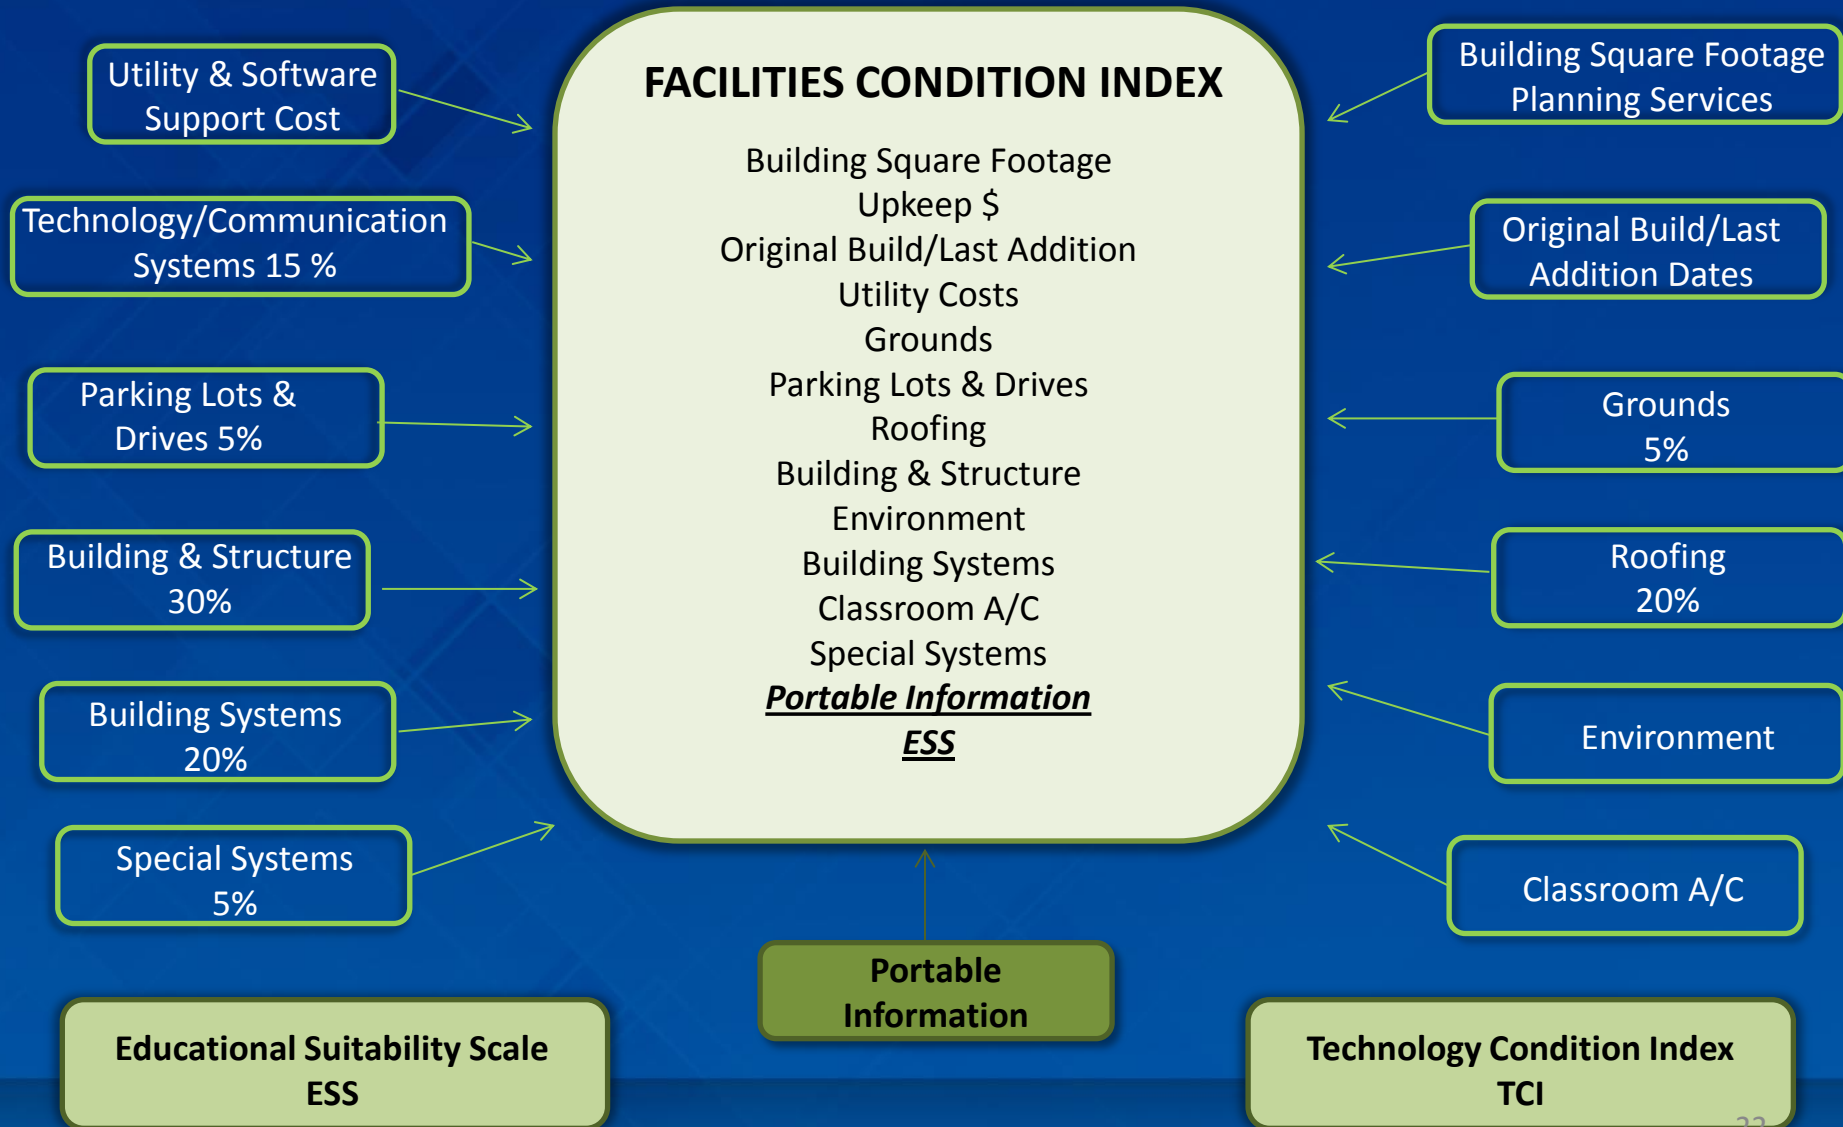 Utility & Software
Support Cost
Technology/Communication
Systems 15 %
Parking Lots &
Drives 5%
Building & Structure
30%
Building Systems
20%
Special Systems
5%
FACILITIES CONDITION INDEX
Building Square Footage
Upkeep $
Original Build/Last Addition
Utility Costs
Grounds
Parking Lots & Drives
Roofing
Building & Structure
Environment
Building Systems
Classroom A/C
Special Systems
Portable Information
ESS
Building Square Footage
Planning Services
Original Build/Last
Addition Dates
Grounds
5%
Roofing
20%
Environment
Classroom A/C
Portable
Information
Educational Suitability Scale
ESS
Technology Condition Index
TCI